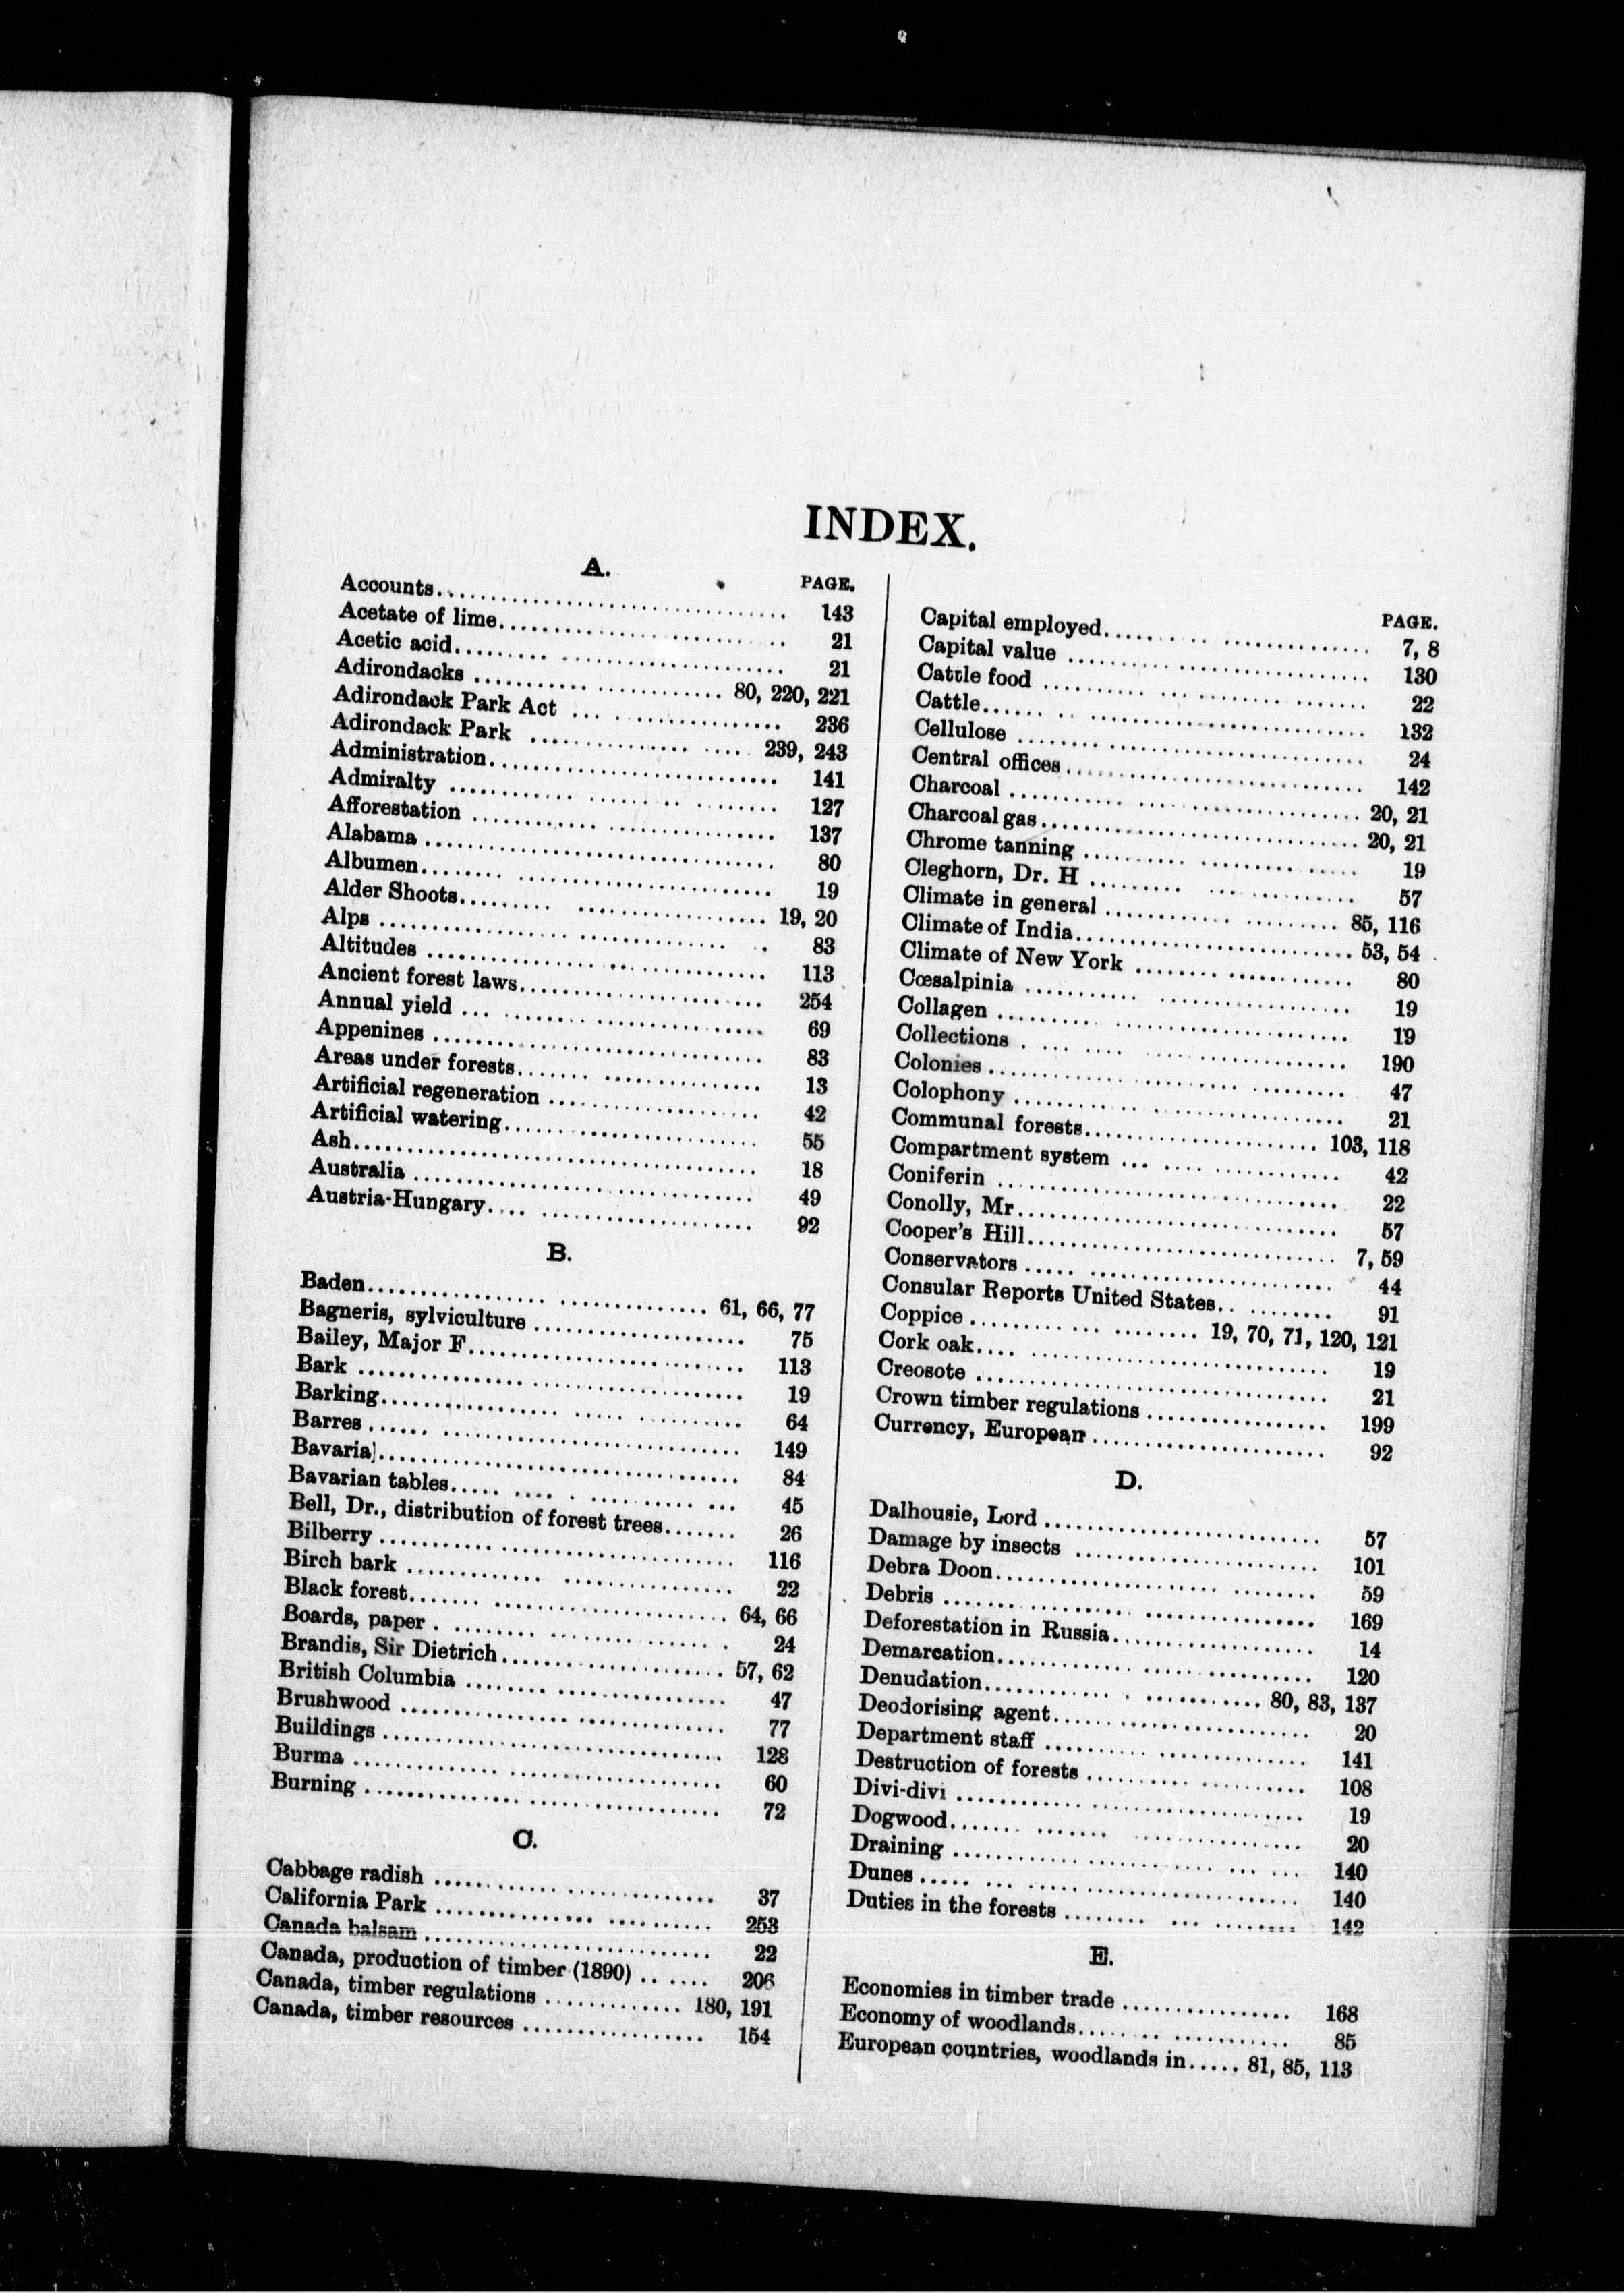 INDEX.
A.
PAGE.
Accounts........ 143
Acetate of lime........ 21
Acetic acid........ 21
Adirondacks ........ 80, 220, 221
Adirondack Park Act ........ 236
Adirondack Park ........ 239, 243
Administration........ 141
Admiralty ........ 127
Afforestation ........ 137
Alabama ........ 80
Albumen........ 19
Alder Shoots........ 19, 20
Alps ........ 83
Altitudes ........ 113
Ancient forest laws........ 254
Annual yield ........ 69
Appenines ........ 83
Areas under forests........ 13
Artificial regeneration ........ 42
Artificial watering........ 55
Ash........ 18
Australia ........ 49
Austria-Hungary........ 92
B.
Baden........ 61, 66, 77
Bagneris, sylviculture ........ 75
Bailey, Major F........ 113
Bark ........ 19
Barking........ 64
Barres ........ 149
Bavaria........ 84
Bavarian tables........ 45
Bell, Dr., distribution of forest trees....... 26
Bilberry ........ 116
Birch bark ........ 22
Black forest........ 64, 66
Boards, paper ........ 24
Brandis, Sir Dietrich........ 57, 62
British Columbia ........ 47
Brushwood ........ 77
Buildings ........ 128
Burma ........ 60
Burning ........ 72
C.
Cabbage radish ........ 37
California Park ........ 253
Canada balsam ........ 22
Canada, production of timber (1890) ...... 206
Canada, timber regulations ........ 180, 191
Canada, timber resources ........ 154
PAGE.
Capital employed........ 7, 8
Capital value ........ 130
Cattle food ........ 22
Cattle........ 132
Cellulose ........ 24
Central offices........ 142
Charcoal ........ 20, 21
Charcoal gas........ 20, 21
Chrome tanning ........ 19
Cleghorn, Dr. H ........ 57
Climate in general ........ 85, 116
Climate of India........ 53, 54
Climate of New York ........ 80
Cœsalpinia ........ 19
Collagen ........ 19
Collections ........ 190
Colonies ........ 47
Colophony ........ 21
Communal forests........ 103, 118
Compartment system ........ 42
Coniferin ........ 22
Conolly, Mr........ 57
Cooper's Hill........ 7, 59
Conservators ........ 44
Consular Reports United States........ 91
Coppice ........ 19, 70, 71, 120, 121
Cork oak........ 19
Creosote ........ 21
Crown timber regulations ........ 199
Currency, European ........ 92
D.
Dalhousie, Lord ........ 57
Damage by insects ........ 101
Debra Doon........ 59
Debris ........ 169
Deforestation in Russia........ 14
Demarcation........ 120
Denudation........ 80, 83, 137
Deodorising agent........ 20
Department staff ........ 141
Destruction of forests ........ 108
Divi-divi ........ 19
Dogwood........ 20
Draining ........ 140
Dunes ........ 140
Duties in the forests ........ 142
E.
Economies in timber trade ........ 168
Economy of woodlands........ 85
European countries, woodlands in..... 81, 85, 113